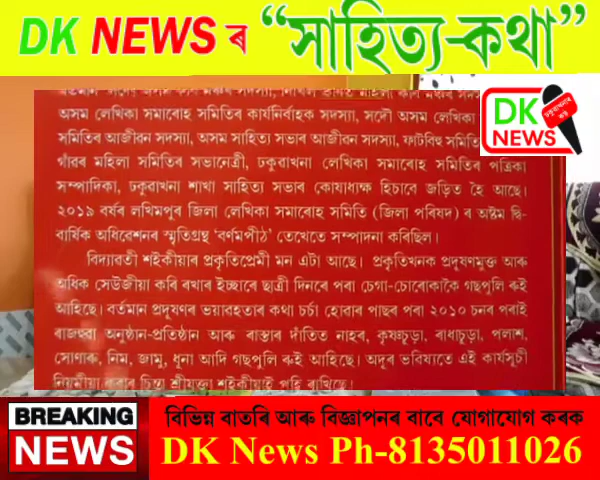 DK NEWS ৰ “সাহিত্য-কথা”
অসম লেখিকা সমাৰোহ সমিতিৰ কাৰ্যনিৰ্বাহক সদস্যা, সদৌ অসম লেখিকা
সমিতিৰ আজীৱন সদস্যা, অসম সাহিত্য সভাৰ আজীৱন সদস্যা, ফাটবিহু সমিতি
গাঁৱৰ মহিলা সমিতিৰ সভানেত্ৰী, ঢকুৱাখনা লেখিকা সমাৰোহ সমিতিৰ পত্ৰিকা
সম্পাদিকা, ঢকুৱাখনা শাখা সাহিত্য সভাৰ কোষাধ্যক্ষ হিচাবে জড়িত হৈ আছে।
২০১৯ বৰ্ষৰ লখিমপুৰ জিলা লেখিকা সমাৰোহ সমিতি (জিলা পৰিষদ) ৰ অষ্টম দ্বি-
বাৰ্ষিক অধিবেশনৰ স্মৃতিগ্ৰন্থ ‘বৰ্ণমপীঠ’ তেখেতে সম্পাদনা কৰিছিল।
বিদ্যাৱতী শইকীয়াৰ প্ৰকৃতিপ্ৰেমী মন এটা আছে। প্ৰকৃতিখনক প্ৰদূষণমুক্ত আৰু
অধিক সেউজীয়া কৰি ৰখাৰ ইচ্ছাৰে ছাত্ৰী দিনৰে পৰা চেগা-চোৰোকাকৈ গছপুলি ৰুই
আহিছে। বৰ্তমান প্ৰদূষণৰ ভয়াবহতাৰ কথা চৰ্চা হোৱাৰ পাছৰ পৰা ২০১০ চনৰ পৰাই
ৰাজহুৱা অনুষ্ঠান-প্ৰতিষ্ঠান আৰু ৰাস্তাৰ দাঁতিত নাহৰ, কৃষ্ণচূড়া, ৰাধাচূড়া, পলাশ,
সোণাৰু, নিম, জামু, ধুনা আদি গছপুলি ৰুই আহিছে। অদূৰ ভবিষ্যতে এই কাৰ্যসূচী
নিয়মীয়া কৰাৰ চিন্তা শ্ৰীযুক্তা শইকীয়াই পুহি ৰাখিছে।
DK
NEWS
BREAKING
NEWS
বিভিন্ন বাতৰি আৰু বিজ্ঞাপনৰ বাবে যোগাযোগ কৰক
DK News Ph-8135011026